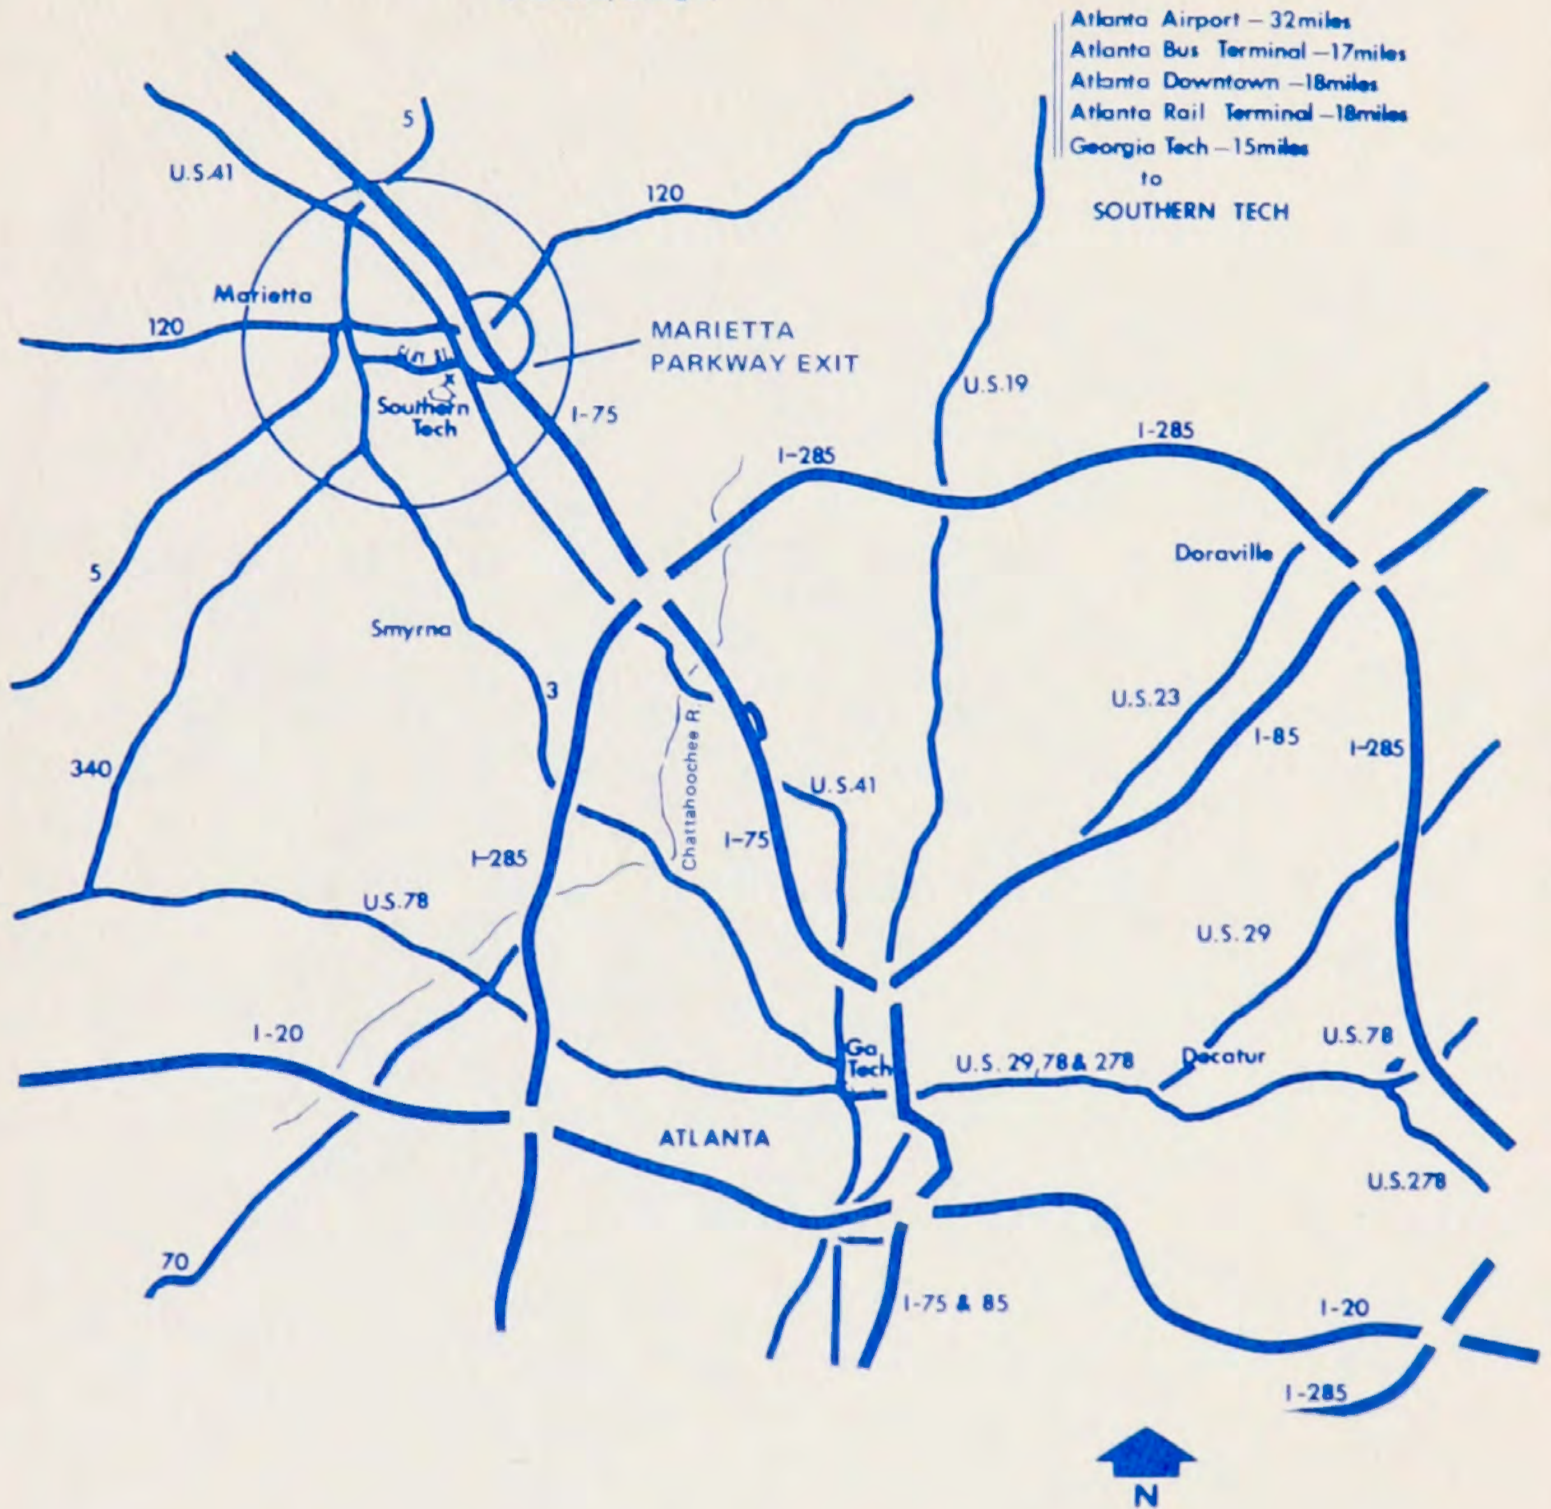 Atlanta Airport – 32miles
Atlanta Bus Terminal –17miles
Atlanta Downtown –18miles
Atlanta Rail Terminal –18miles
Georgia Tech –15miles
to
SOUTHERN TECH
5
U.S.41
120
Marietta
120
MARIETTA
PARKWAY EXIT
Southern
Tech
I-75
U.S.19
I-285
I-285
Doraville
5
Smyrna
3
U.S.23
I-85
I-285
340
Chattahoochee R.
U.S.41
I-75
I-285
U.S.78
U.S.29
I-20
Ga
Tech
U.S. 29,78 & 278
Decatur
U.S.78
ATLANTA
U.S.278
70
I-75 & 85
I-20
I-285
N